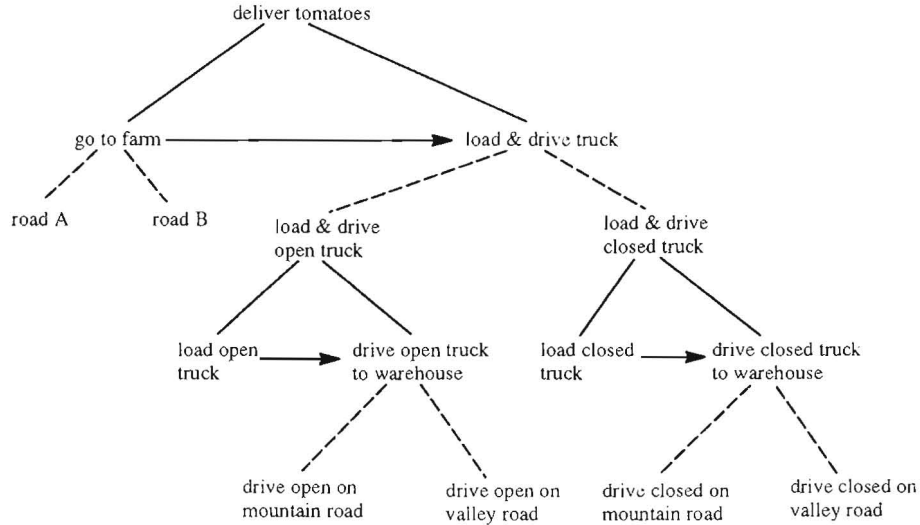 deliver tomatoes
go to farm
load & drive truck
road A
road B
load & drive
open truck
load & drive
closed truck
load open
truck
drive open truck
to warehouse
load closed
truck
drive closed truck
to warehouse
drive open on
mountain road
drive open on
valley road
drive closed on
mountain road
drive closed on
valley road